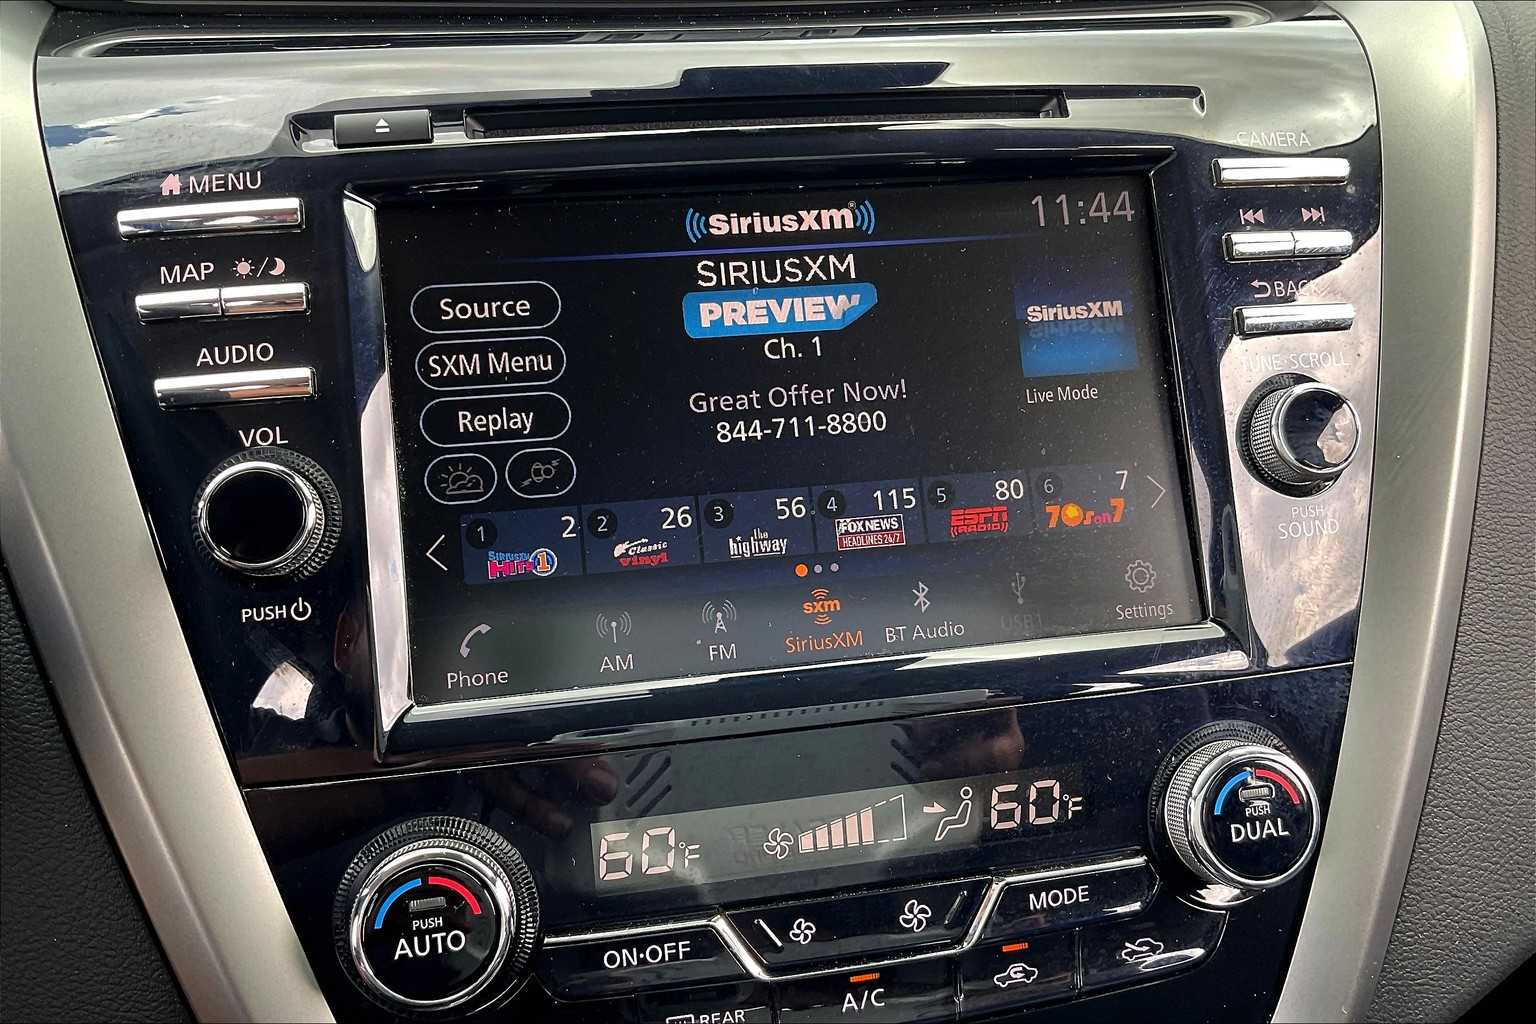 CAMERA
MENU
MAP
AUDIO
VOL
PUSH
BACK
TUNE·SCROLL
PUSH
SOUND
SiriusXM®
11:44
SIRIUSXM
PREVIEW
Ch. 1
Great Offer Now!
844-711-8800
Source
SXM Menu
Replay
SiriusXM
Live Mode
1 2
SIRIUSXM HITS 1
2 26
Classic vinyl
3 56
the highway
4 115
FOX NEWS
HEADLINES 24/7
5 80
ESPN
RADIO
6 7
70s on 7
Phone
AM
FM
sxm
SiriusXM
BT Audio
USB1
Settings
60°F
60°F
PUSH
AUTO
PUSH
DUAL
ON·OFF
MODE
A/C
REAR